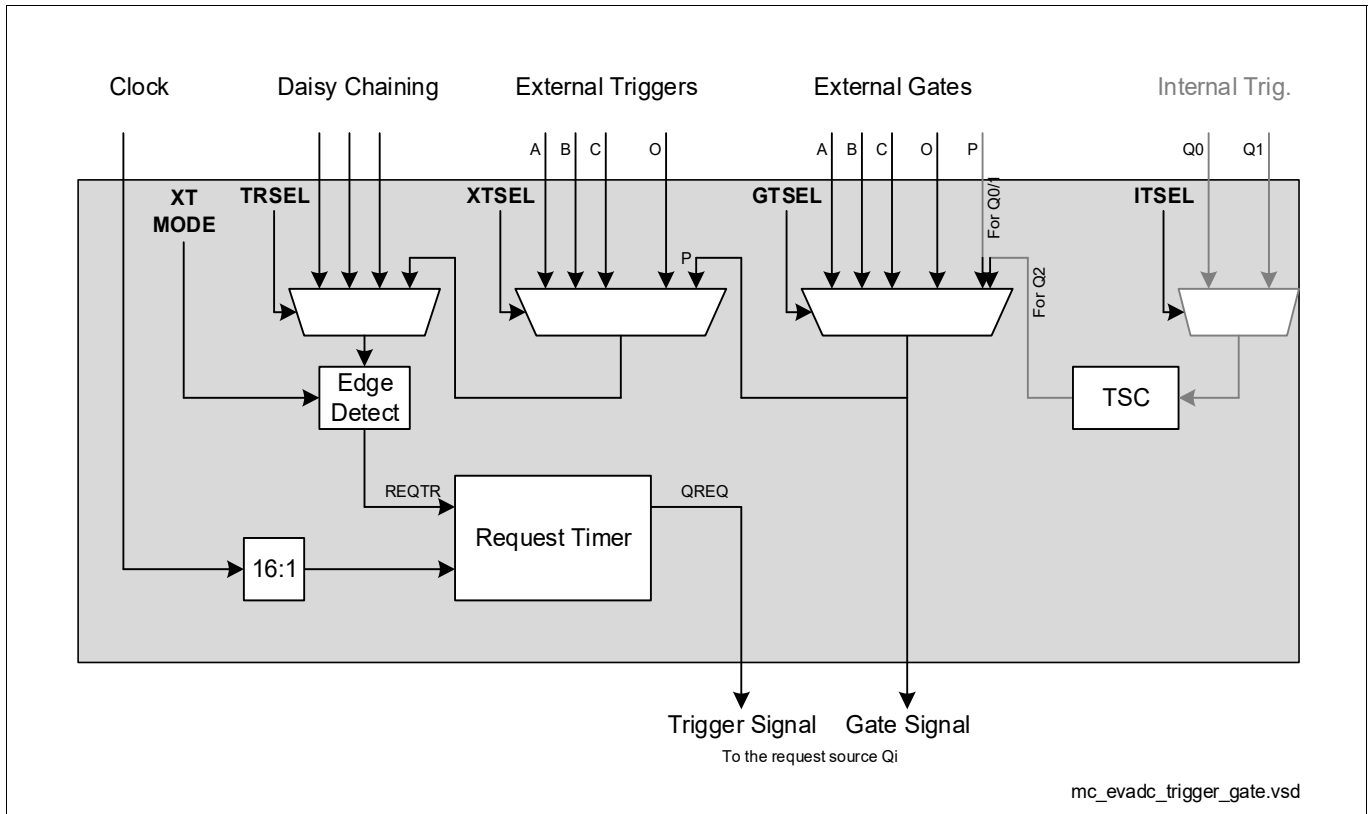 Clock
Daisy Chaining
External Triggers
External Gates
Internal Trig.
A
B
C
O
A
B
C
O
P
Q0
Q1
XT
MODE
TRSEL
XTSEL
GTSEL
For Q0/1
ITSEL
P
For Q2
Edge
Detect
TSC
REQTR
QREQ
Request Timer
16:1
Trigger Signal
Gate Signal
To the request source Qi
mc_evadc_trigger_gate.vsd